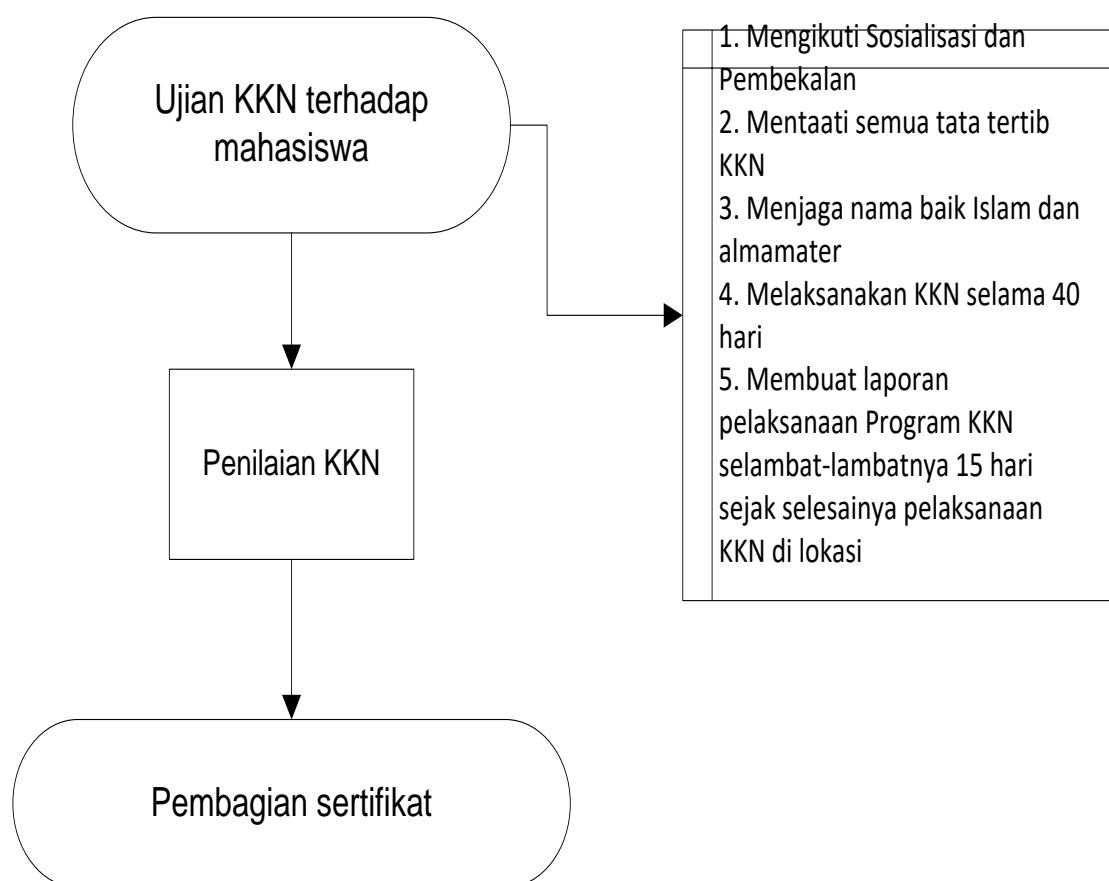 Ujian KKN terhadap
mahasiswa
Penilaian KKN
Pembagian sertifikat
1. Mengikuti Sosialisasi dan
Pembekalan
2. Mentaati semua tata tertib
KKN
3. Menjaga nama baik Islam dan
almamater
4. Melaksanakan KKN selama 40
hari
5. Membuat laporan
pelaksanaan Program KKN
selambat-lambatnya 15 hari
sejak selesainya pelaksanaan
KKN di lokasi